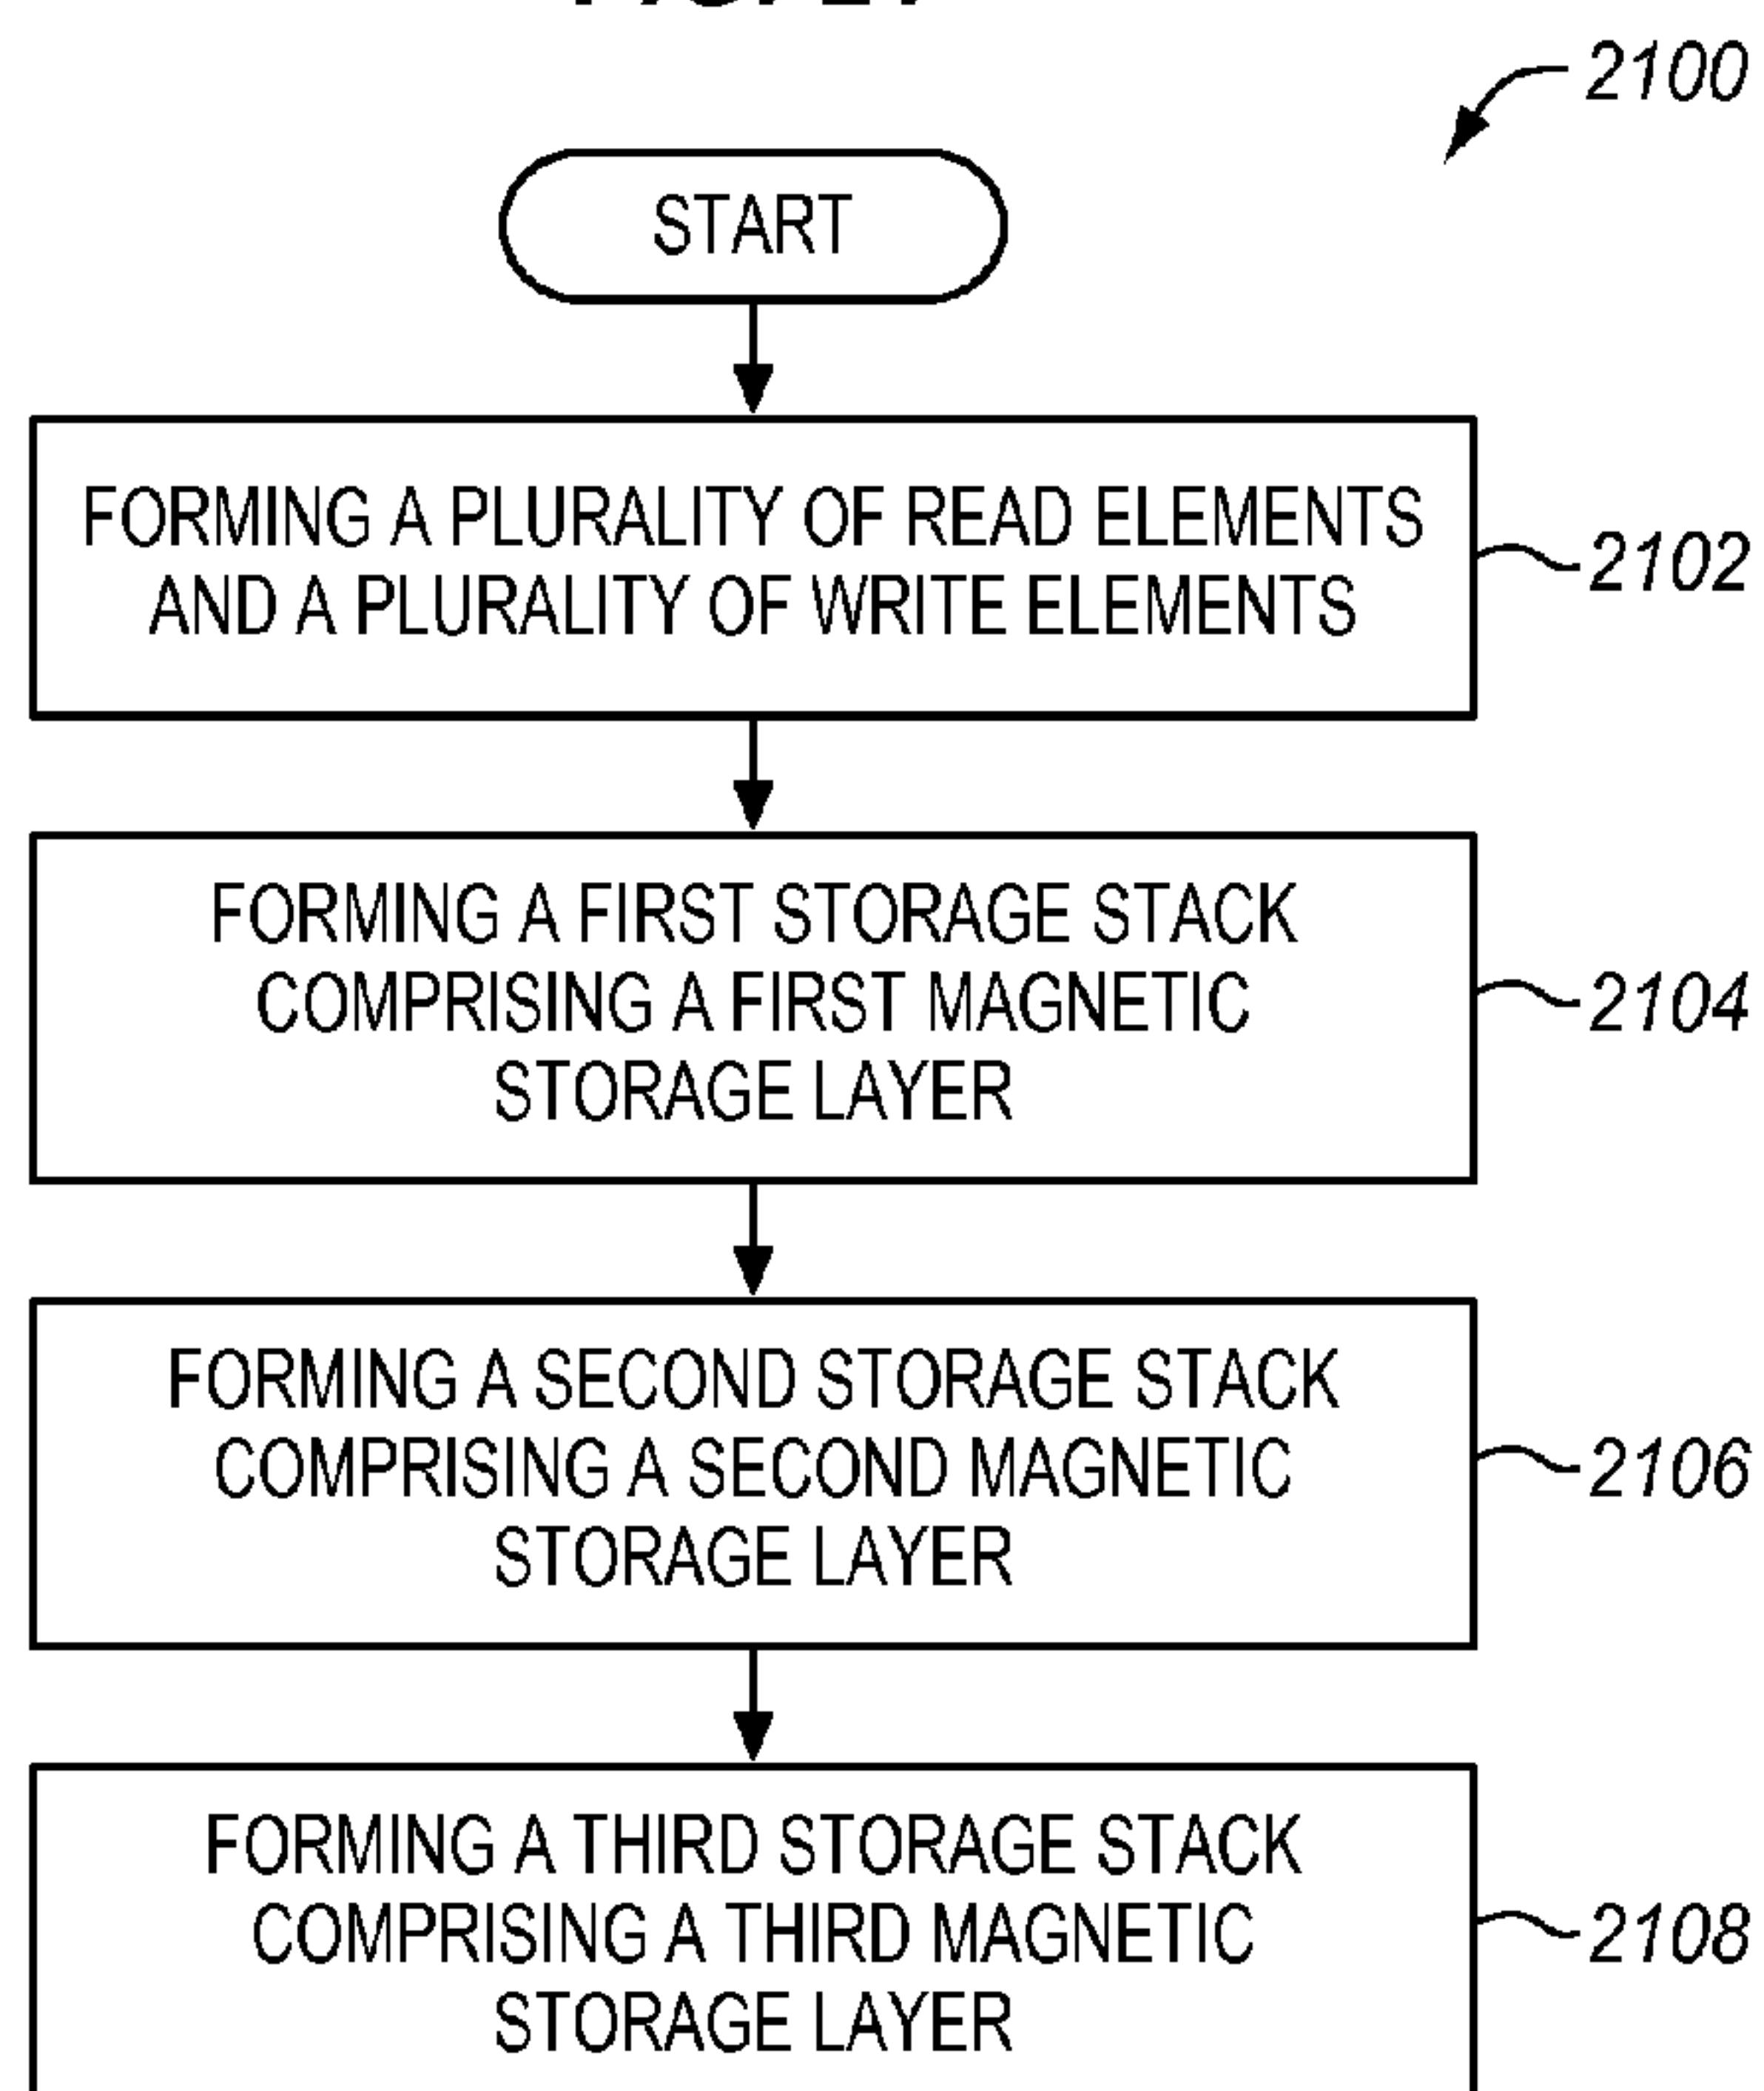 2100
START
FORMING A PLURALITY OF READ ELEMENTS
AND A PLURALITY OF WRITE ELEMENTS
2102
FORMING A FIRST STORAGE STACK
COMPRISING A FIRST MAGNETIC
STORAGE LAYER
2104
FORMING A SECOND STORAGE STACK
COMPRISING A SECOND MAGNETIC
STORAGE LAYER
2106
FORMING A THIRD STORAGE STACK
COMPRISING A THIRD MAGNETIC
STORAGE LAYER
2108